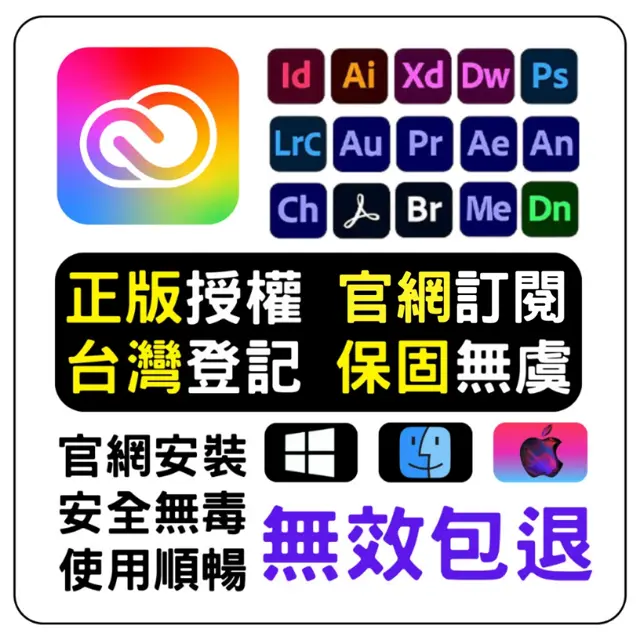 Id Ai Xd Dw Ps
LrC Au Pr Ae An
Ch Br Me Dn
正版授權 官網訂閱
台灣登記 保固無虞
官網安裝
安全無毒
使用順暢
無效包退